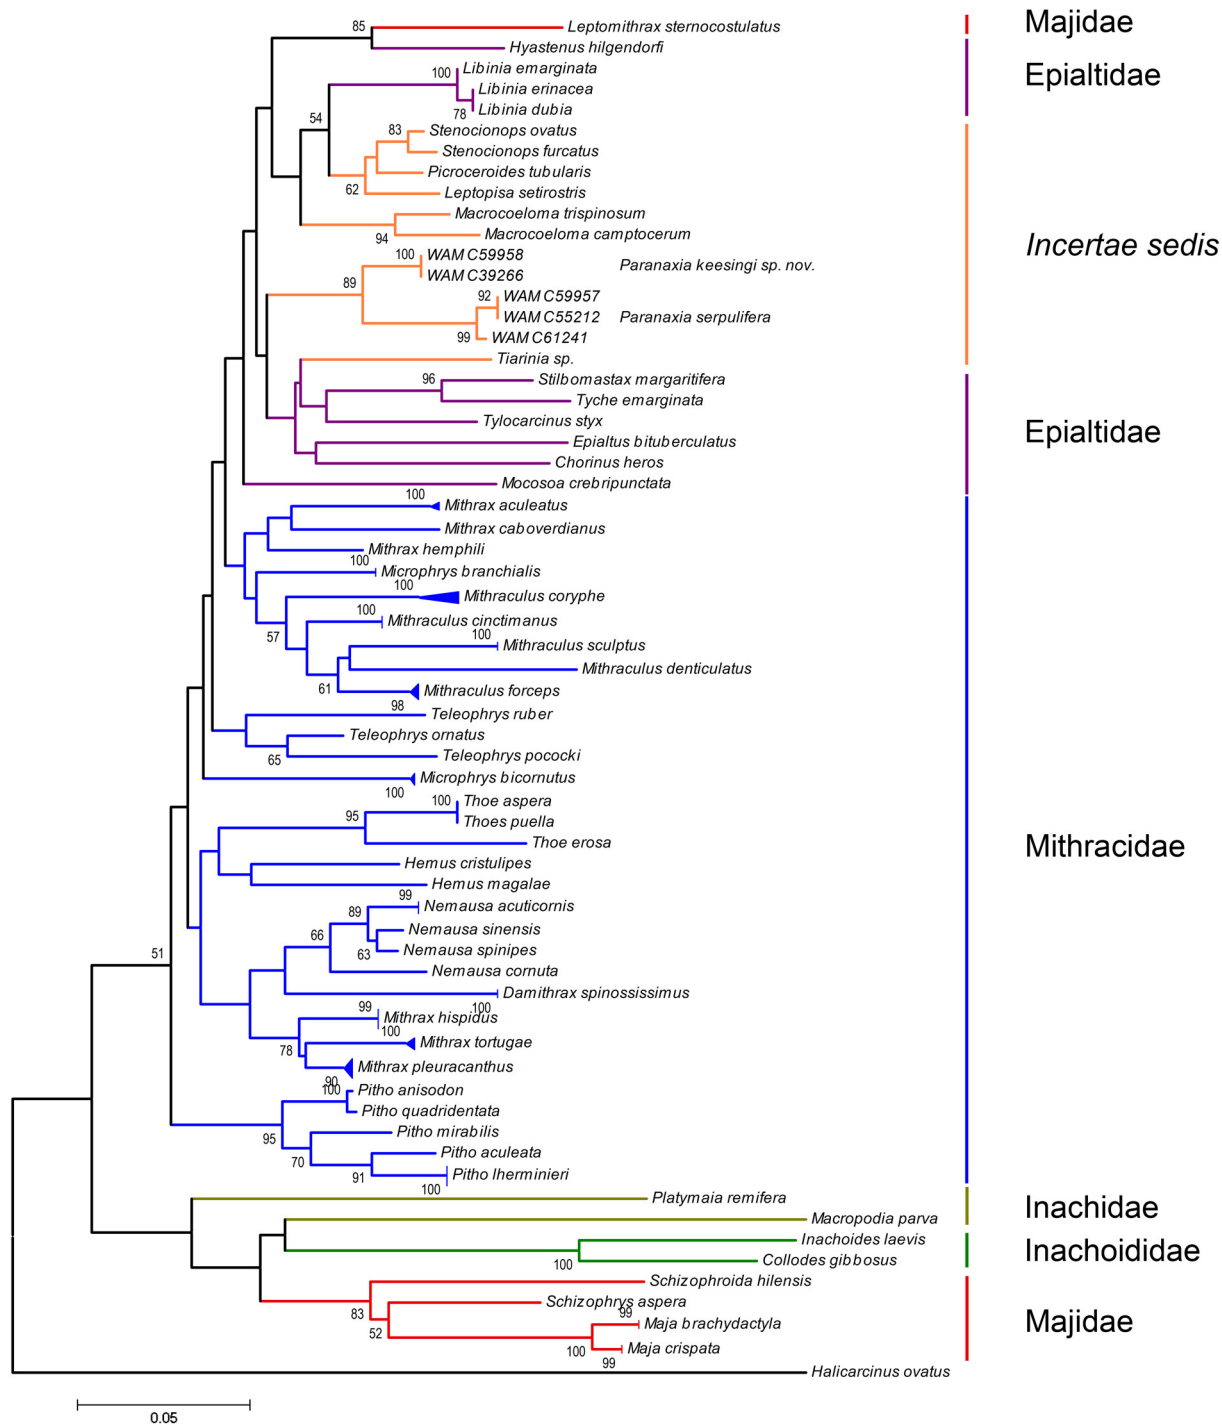 85
Leptomithrax sternocostulatus
Majidae
Hyastenus hilgendorfi
100
Libinia emarginata
Epialtidae
Libinia erinacea
78
Libinia dubia
54
83
Stenocionops ovatus
Stenocionops furcatus
Picroceroides tubularis
62
Leptopisa setirostris
Macrocoeloma trispinosum
94
Macrocoeloma camptocerum
Incertae sedis
100
WAM C59958
WAM C39266
Paranaxia keesingi sp. nov.
89
92
WAM C59957
WAM C55212
Paranaxia serpulifera
99
WAM C61241
Tiarinia sp.
96
Stilbomastax margaritifera
Tyche emarginata
Tylocarcinus styx
Epialtidae
Epialtus bituberculatus
Chorinus heros
Mocosoa crebripunctata
100
Mithrax aculeatus
Mithrax caboverdianus
Mithrax hemphili
100
Microphrys branchialis
100
Mithraculus coryphe
100
Mithraculus cinctimanus
57
100
Mithraculus sculptus
Mithraculus denticulatus
61
Mithraculus forceps
98
Teleophrys ruber
Teleophrys ornatus
65
Teleophrys pococki
Microphrys bicornutus
100
100
Thoe aspera
95
Thoes puella
Thoe erosa
Mithracidae
Hemus cristulipes
Hemus magalae
99
Nemausa acuticornis
89
Nemausa sinensis
66
63
Nemausa spinipes
51
Nemausa cornuta
Damithrax spinossissimus
100
99
Mithrax hispidus
100
78
Mithrax tortugae
Mithrax pleuracanthus
90
100
Pitho anisodon
Pitho quadridentata
95
Pitho mirabilis
70
Pitho aculeata
91
Pitho lherminieri
100
Platymaia remifera
Inachidae
Macropodia parva
Inachoides laevis
Inachoididae
100
Collodes gibbosus
Schizophroida hilensis
83
Schizophrys aspera
99
52
Maja brachydactyla
Majidae
100
Maja crispata
99
Halicarcinus ovatus
0.05